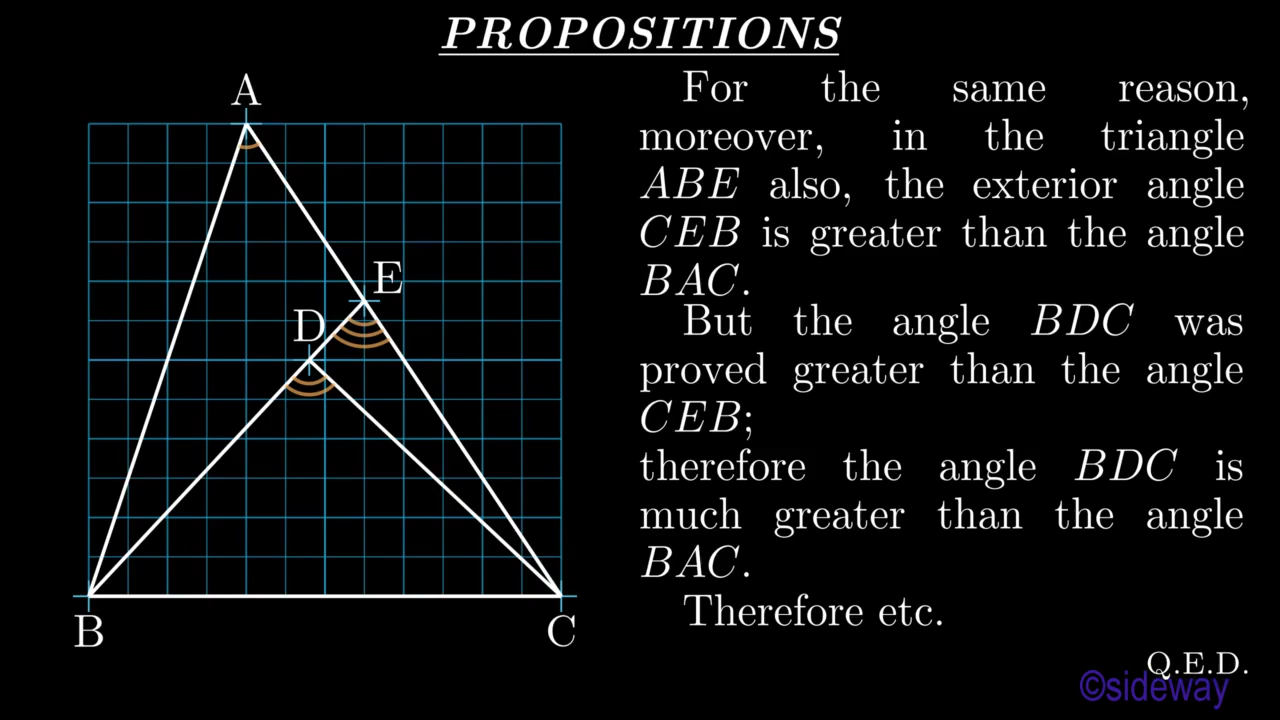 PROPOSITIONS
A
E
D
B
C
For the same reason,
moreover, in the triangle
ABE also, the exterior angle
CEB is greater than the angle
BAC.
But the angle BDC was
proved greater than the angle
CEB;
therefore the angle BDC is
much greater than the angle
BAC.
Therefore etc.
Q.E.D.
©sideway